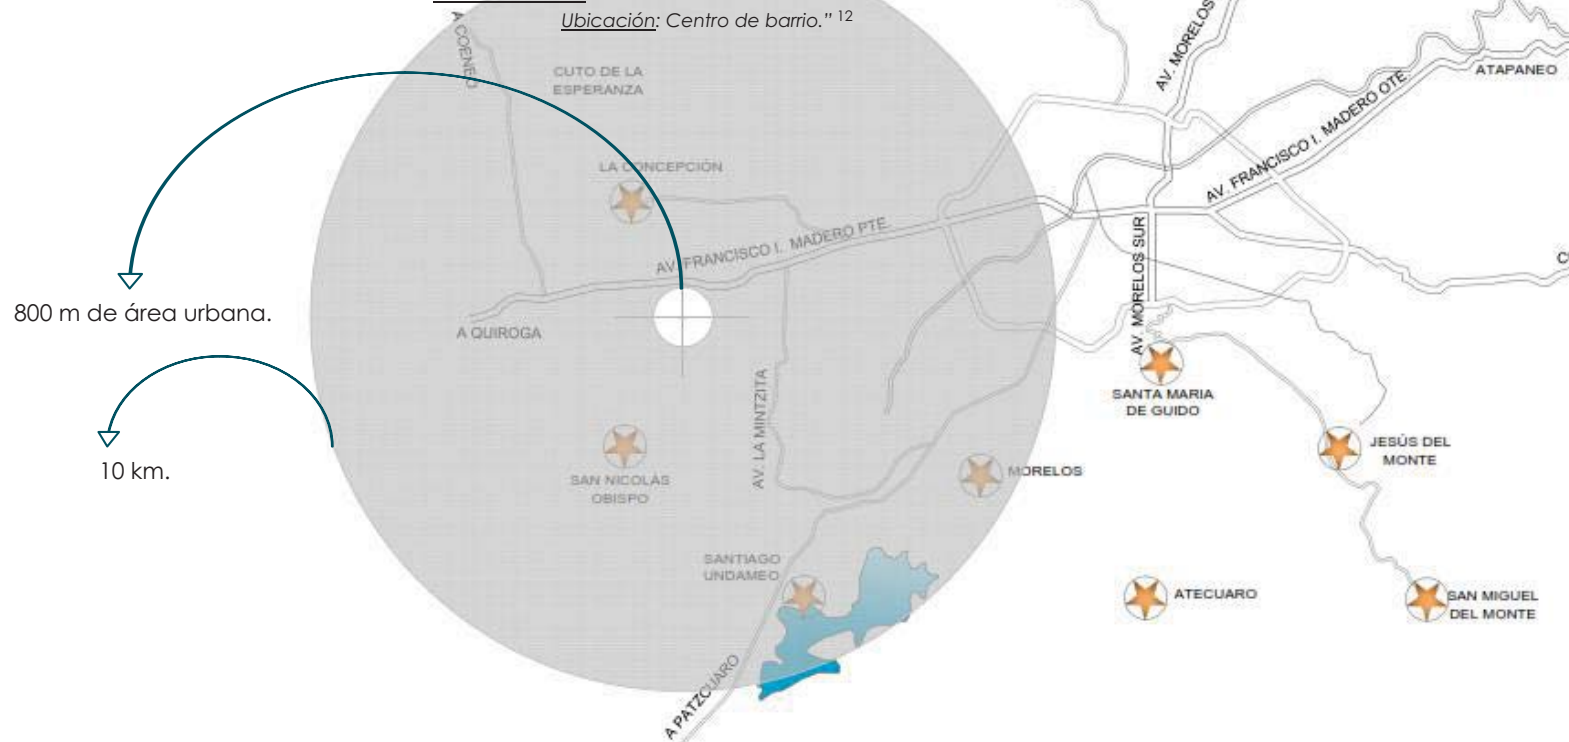 Ubicación: Centro de barrio.” 12
A COENEO
CUTO DE LA
ESPERANZA
AV. MORELOS
ATAPANEO
LA CONCEPCIÓN
AV. FRANCISCO I. MADERO OTE
AV. FRANCISCO I. MADERO PTE
AV. MORELOS SUR
800 m de área urbana.
A QUIROGA
AV. LA MINTZITA
SANTA MARIA
DE GUIDO
JESÚS DEL
MONTE
10 km.
SAN NICOLÁS
OBISPO
MORELOS
SANTIAGO
UNDAMEO
ATECUARO
SAN MIGUEL
DEL MONTE
A PATZCUARO